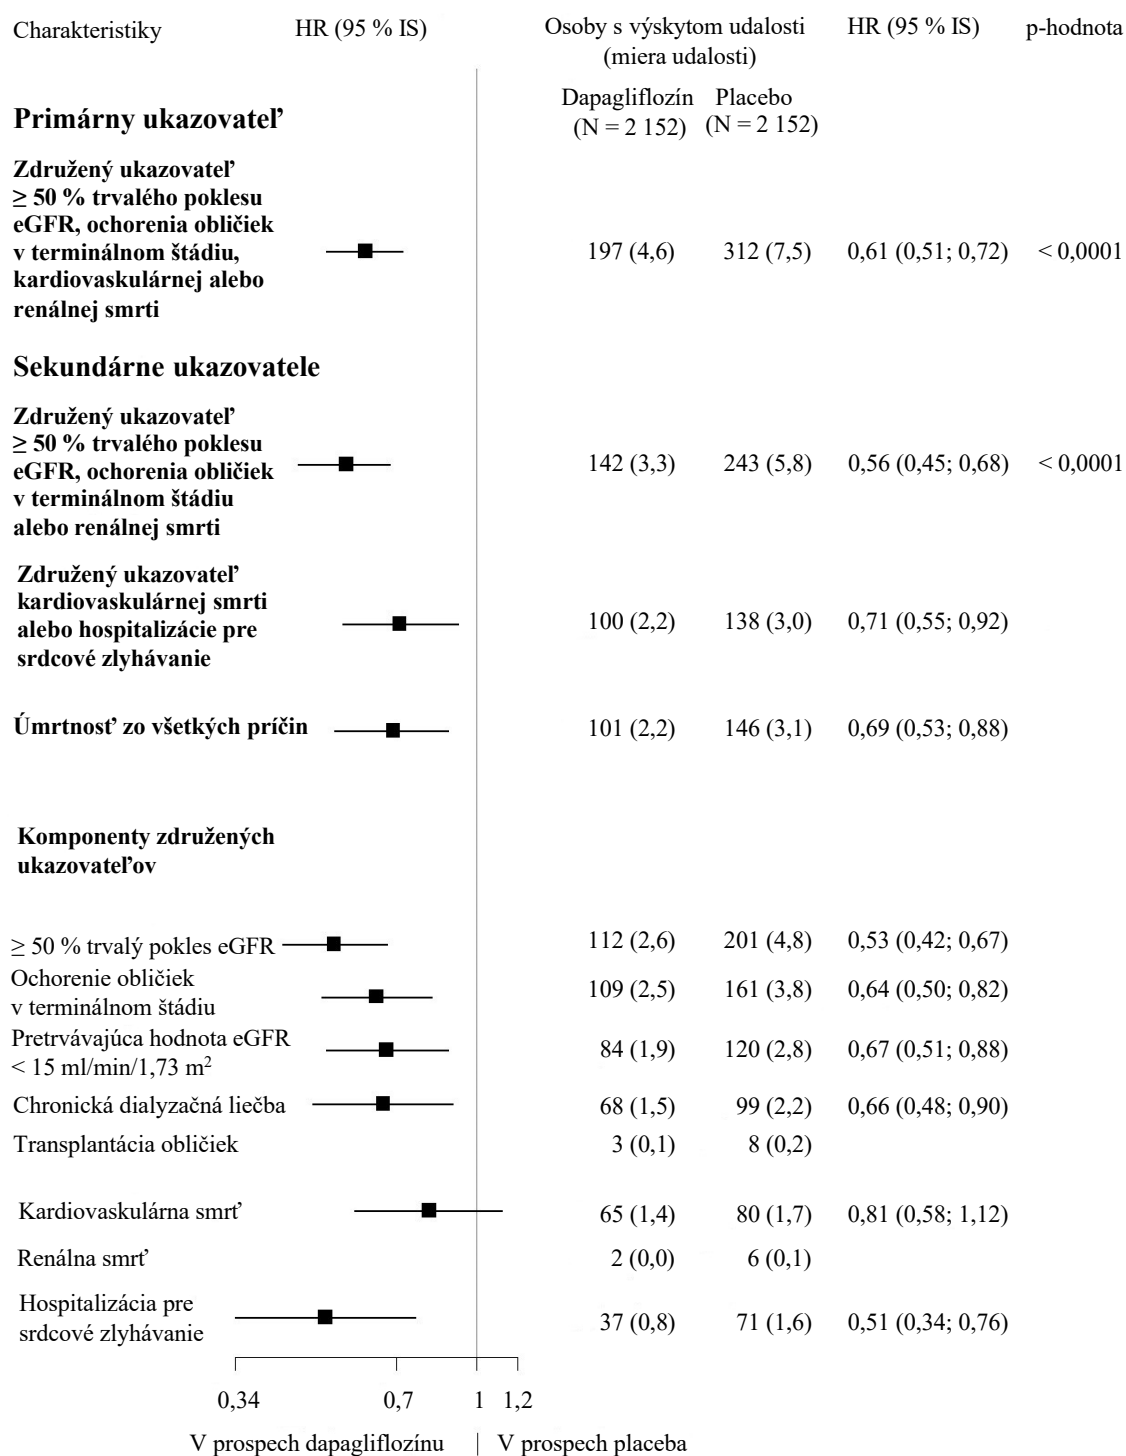 Charakteristiky HR (95 % IS) Osoby s výskytom udalosti HR (95 % IS) p-hodnota
(miera udalosti)
Dapagliflozín Placebo
Primárny ukazovateľ (N = 2 152) (N = 2 152)
Združený ukazovateľ
≥ 50 % trvalého poklesu
eGFR, ochorenia obličiek
v terminálnom štádiu, 197 (4,6) 312 (7,5) 0,61 (0,51; 0,72) < 0,0001
kardiovaskulárnej alebo
renálnej smrti
Sekundárne ukazovatele
Združený ukazovateľ
≥ 50 % trvalého poklesu
eGFR, ochorenia obličiek 142 (3,3) 243 (5,8) 0,56 (0,45; 0,68) < 0,0001
v terminálnom štádiu
alebo renálnej smrti
Združený ukazovateľ
kardiovaskulárnej smrti
alebo hospitalizácie pre 100 (2,2) 138 (3,0) 0,71 (0,55; 0,92)
srdcové zlyhávanie
Úmrtnosť zo všetkých príčin 101 (2,2) 146 (3,1) 0,69 (0,53; 0,88)
Komponenty združených
ukazovateľov
≥ 50 % trvalý pokles eGFR 112 (2,6) 201 (4,8) 0,53 (0,42; 0,67)
Ochorenie obličiek
v terminálnom štádiu 109 (2,5) 161 (3,8) 0,64 (0,50; 0,82)
Pretrvávajúca hodnota eGFR
< 15 ml/min/1,73 m² 84 (1,9) 120 (2,8) 0,67 (0,51; 0,88)
Chronická dialyzačná liečba 68 (1,5) 99 (2,2) 0,66 (0,48; 0,90)
Transplantácia obličiek 3 (0,1) 8 (0,2)
Kardiovaskulárna smrť 65 (1,4) 80 (1,7) 0,81 (0,58; 1,12)
Renálna smrť 2 (0,0) 6 (0,1)
Hospitalizácia pre
srdcové zlyhávanie 37 (0,8) 71 (1,6) 0,51 (0,34; 0,76)
0,34 0,7 1 1,2
V prospech dapagliflozínu | V prospech placeba